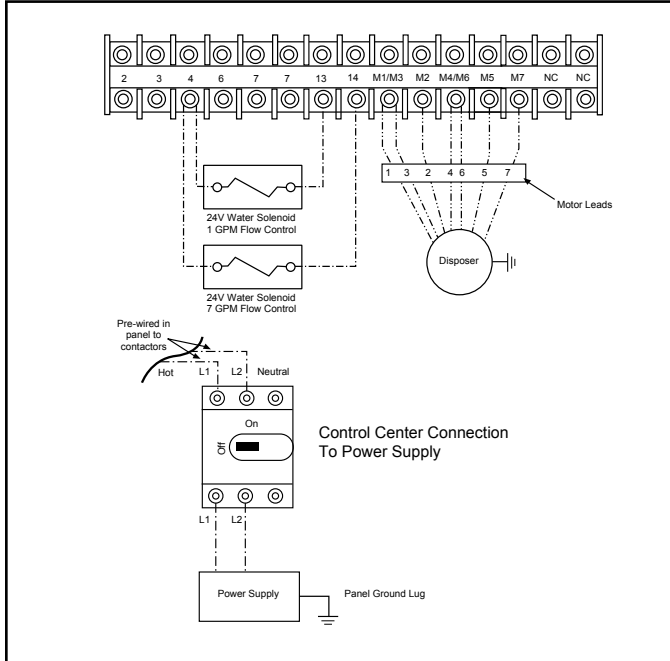 2 3 4 6 7 7 13 14 M1/M3 M2 M4/M6 M5 M7 NC NC
1 3 2 4 6 5 7
Motor Leads
24V Water Solenoid
1 GPM Flow Control
Disposer
24V Water Solenoid
7 GPM Flow Control
Pre-wired in
panel to
contactors
Hot L1 L2 Neutral
On
Off
Control Center Connection
To Power Supply
L1 L2
Power Supply
Panel Ground Lug